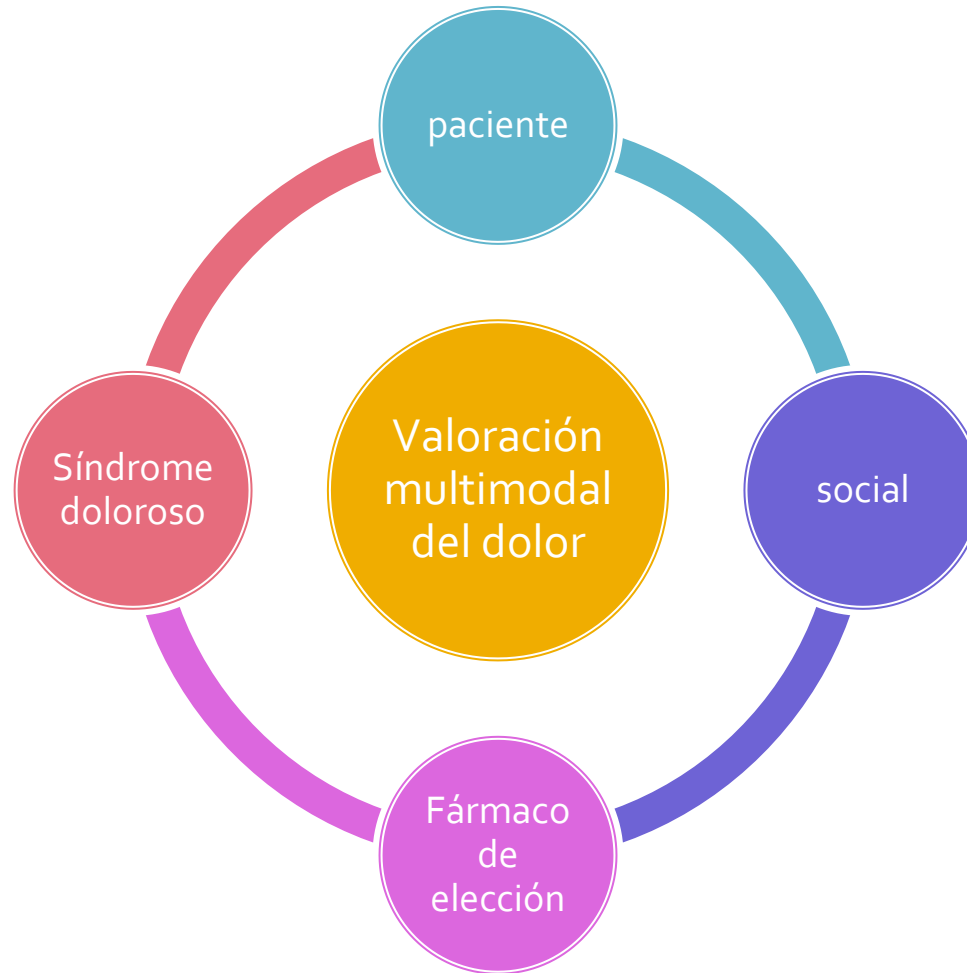 paciente
Síndrome
doloroso
Valoración
multimodal
del dolor
social
Fármaco
de
elección